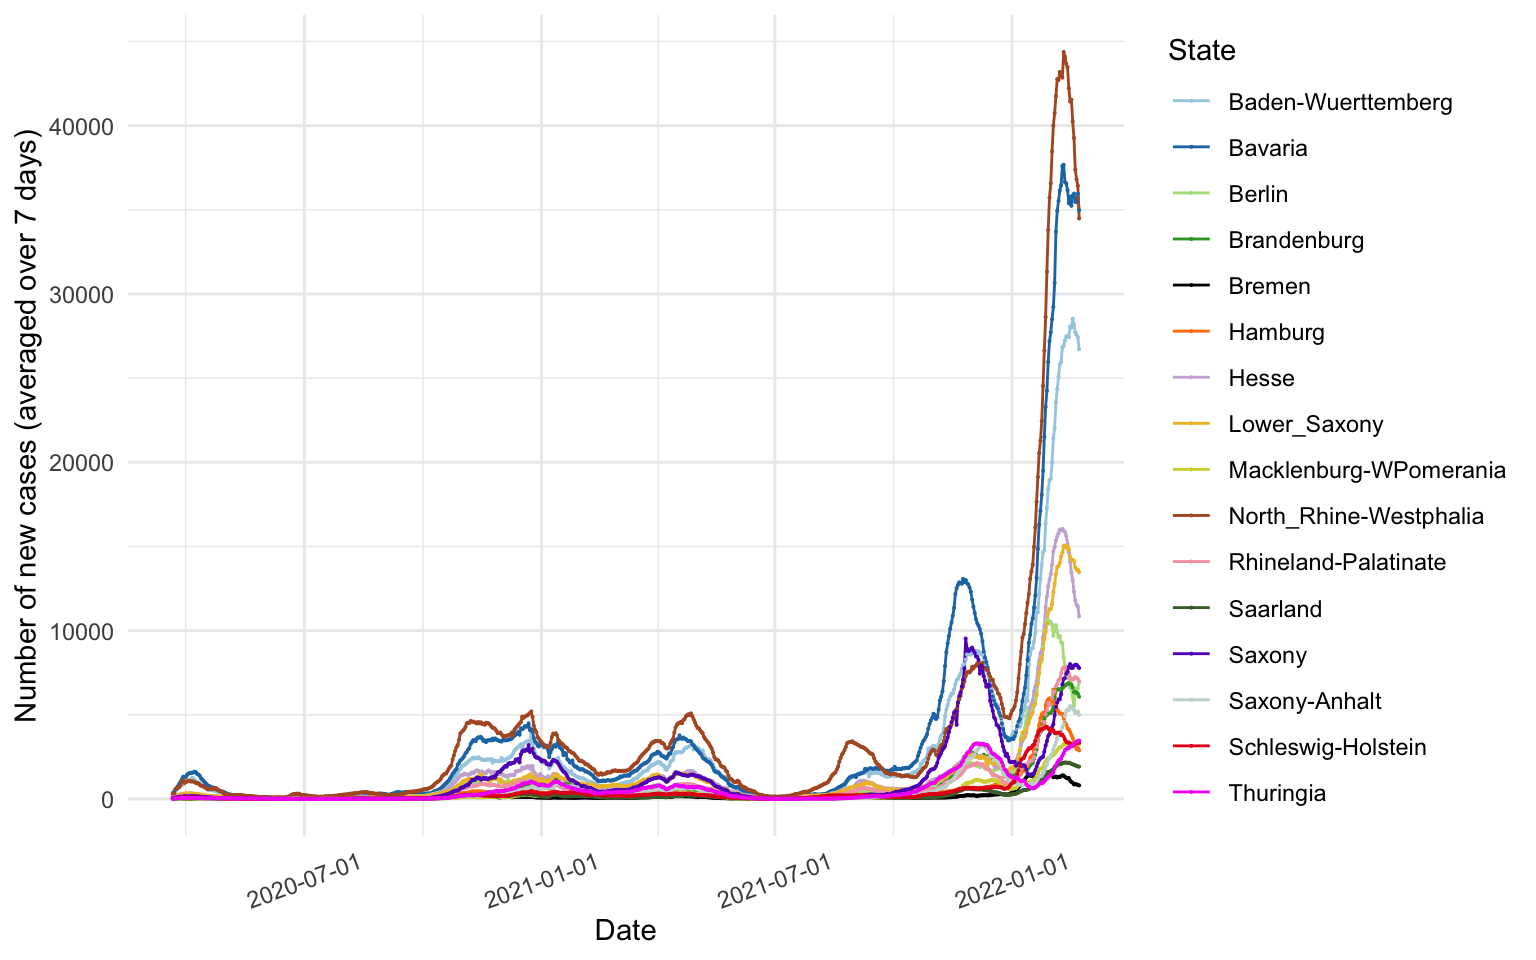 Number of new cases (averaged over 7 days)
40000
30000
20000
10000
0
2020-07-01
2021-01-01
2021-07-01
2022-01-01
Date
State
Baden-Wuerttemberg
Bavaria
Berlin
Brandenburg
Bremen
Hamburg
Hesse
Lower_Saxony
Macklenburg-WPomerania
North_Rhine-Westphalia
Rhineland-Palatinate
Saarland
Saxony
Saxony-Anhalt
Schleswig-Holstein
Thuringia